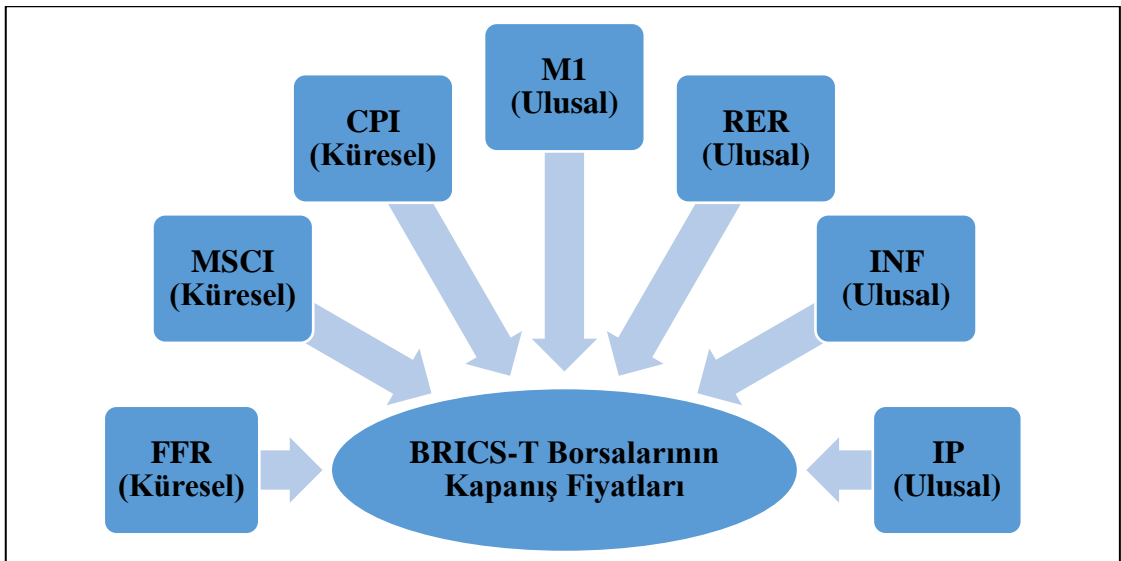 M1
(Ulusal)
CPI
(Küresel)
RER
(Ulusal)
MSCI
(Küresel)
INF
(Ulusal)
FFR
(Küresel)
BRICS-T Borsalarının
Kapanış Fiyatları
IP
(Ulusal)